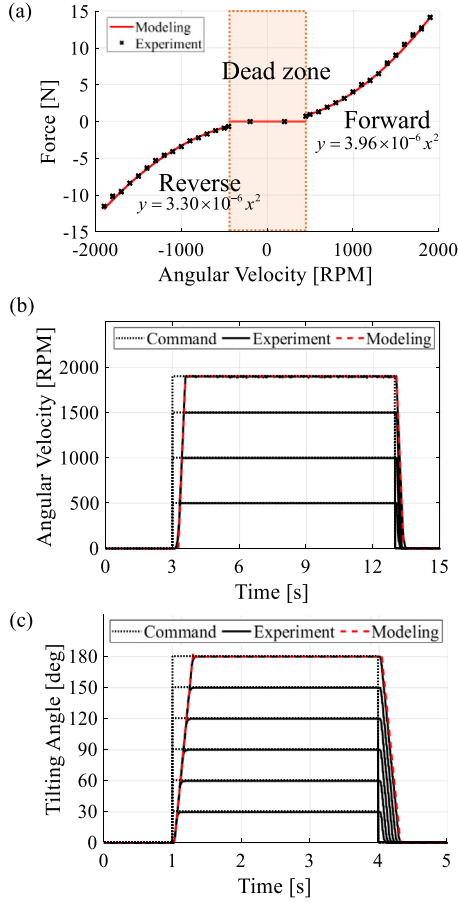 (a)
Modeling
Experiment
Dead zone
Forward
y = 3.96×10⁻⁶ x²
Reverse
y = 3.30×10⁻⁶ x²
15
10
5
0
-5
-10
-15
Force [N]
-2000 -1000 0 1000 2000
Angular Velocity [RPM]
(b)
Command Experiment Modeling
2000
1500
1000
500
0
Angular Velocity [RPM]
0 3 6 9 12 15
Time [s]
(c)
Command Experiment Modeling
180
150
120
90
60
30
0
Tilting Angle [deg]
0 1 2 3 4 5
Time [s]